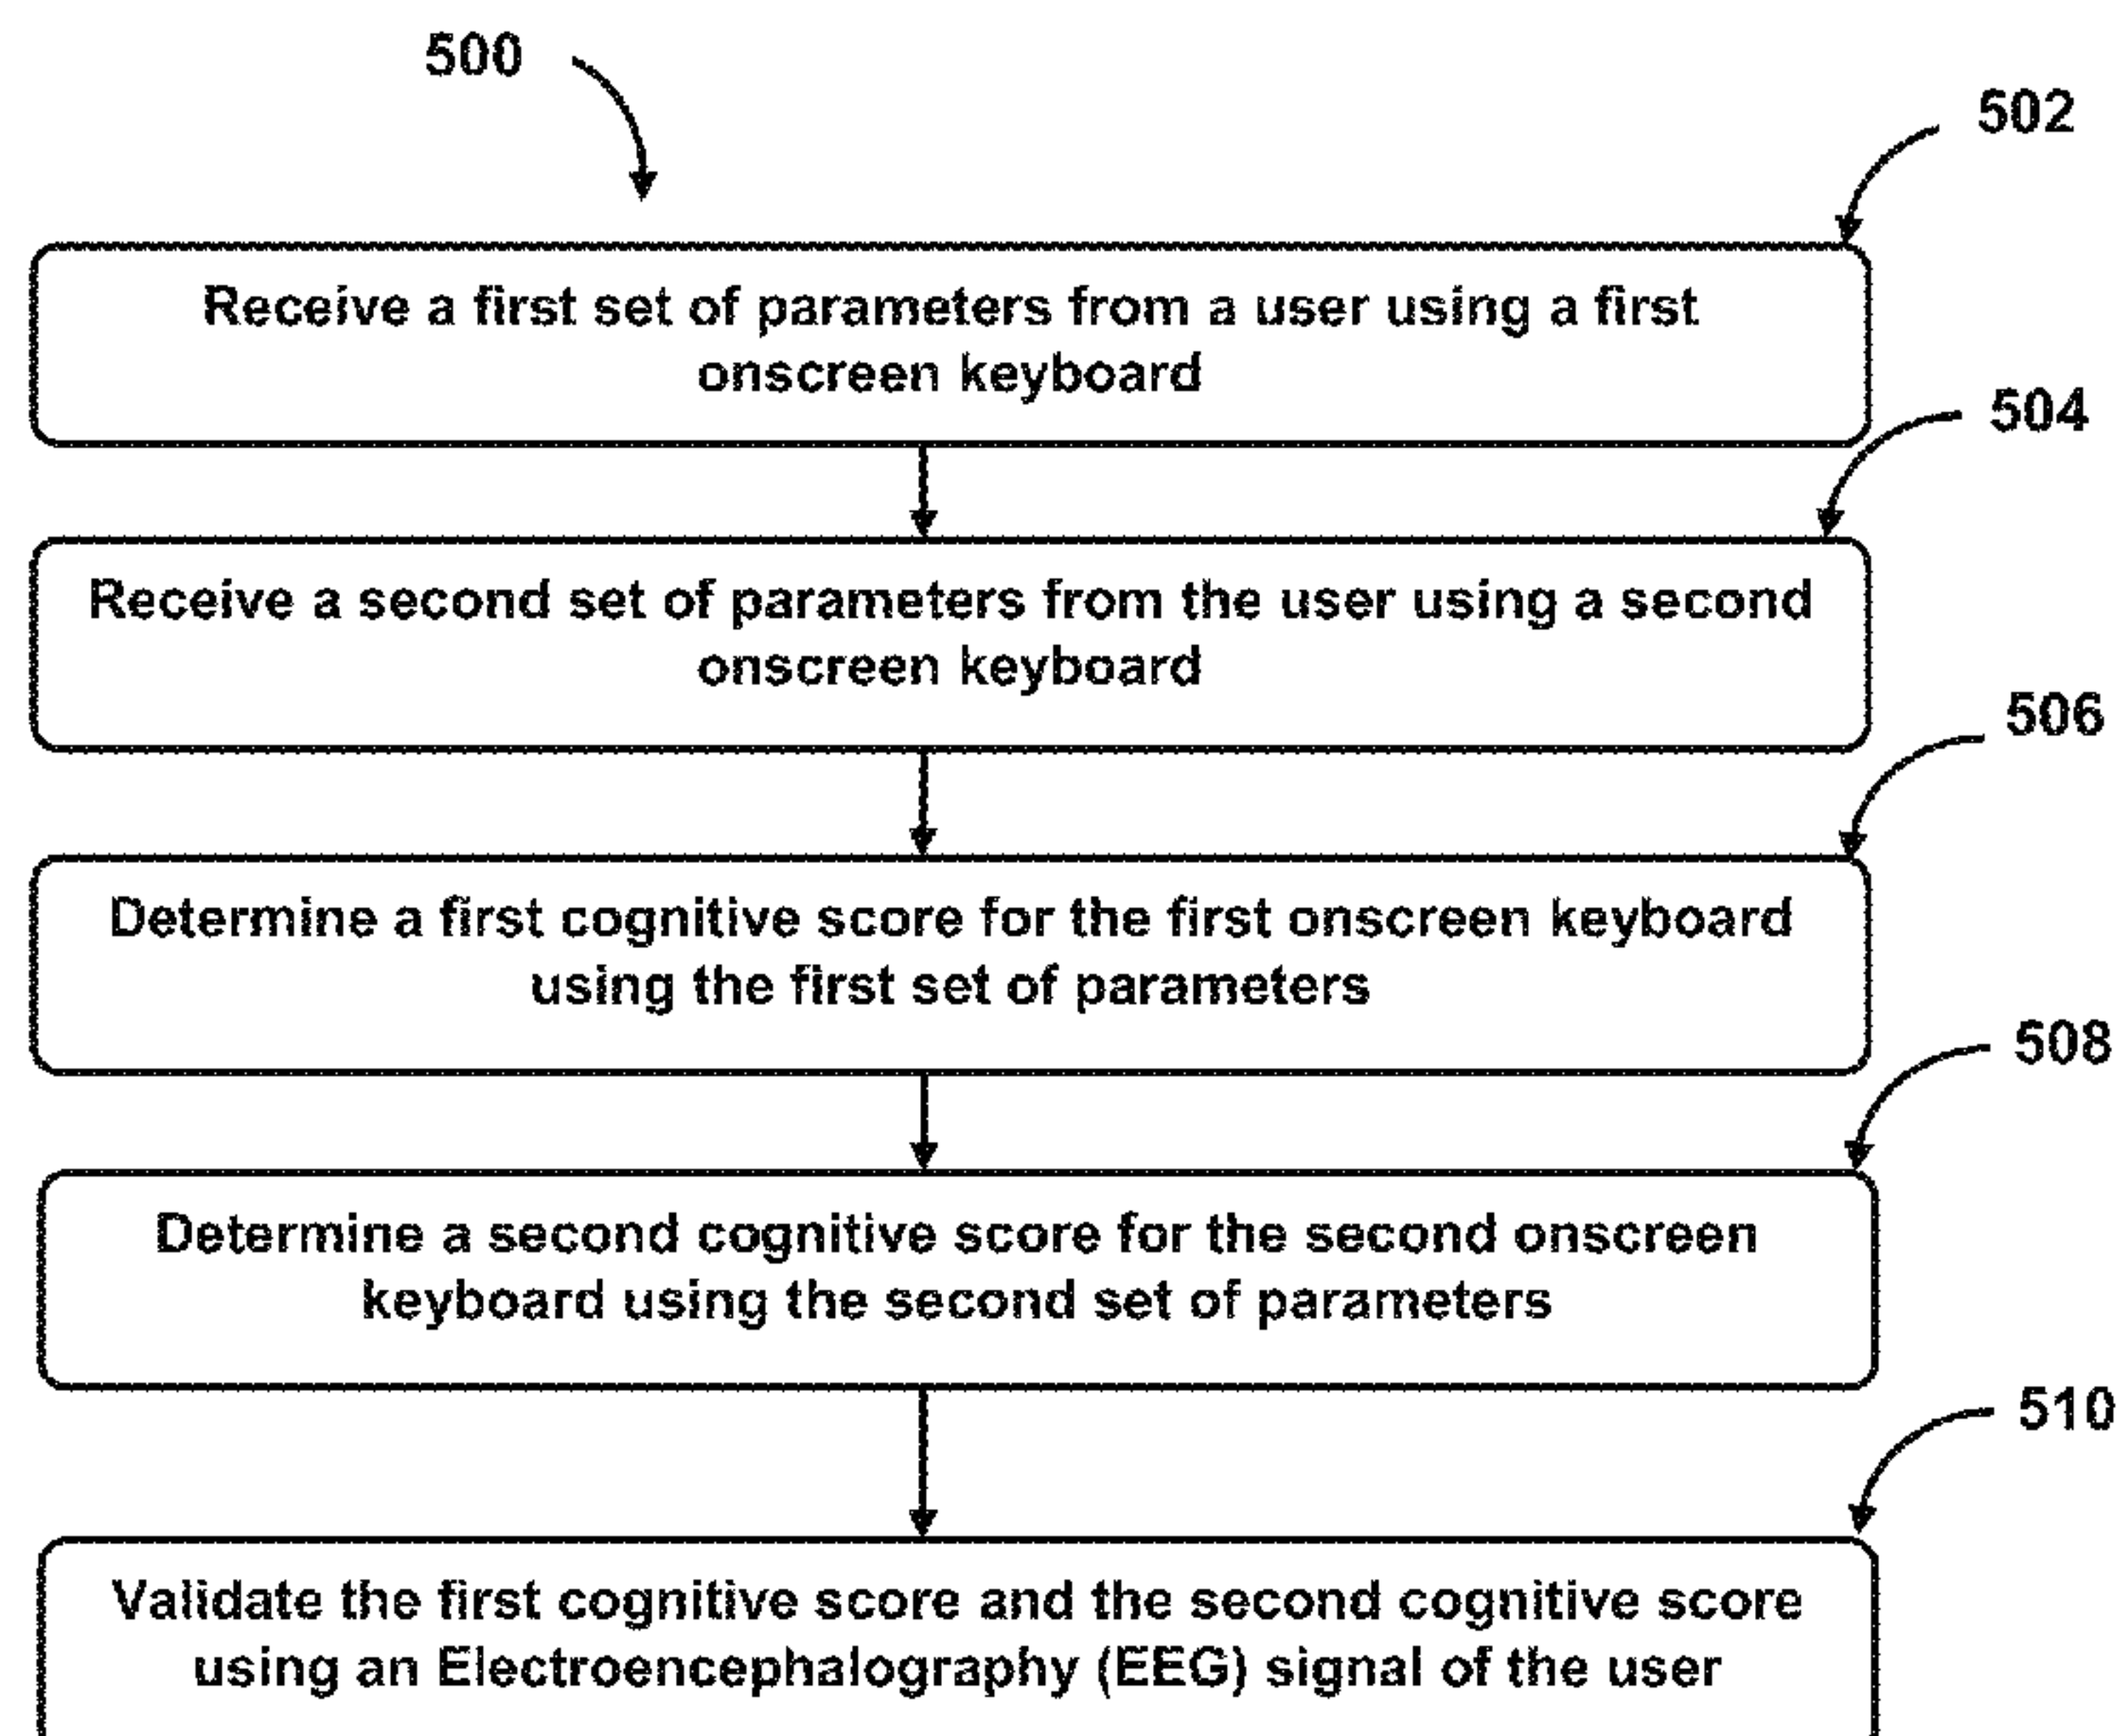 500
502
Receive a first set of parameters from a user using a first
onscreen keyboard
504
Receive a second set of parameters from the user using a second
onscreen keyboard
506
Determine a first cognitive score for the first onscreen keyboard
using the first set of parameters
508
Determine a second cognitive score for the second onscreen
keyboard using the second set of parameters
510
Validate the first cognitive score and the second cognitive score
using an Electroencephalography (EEG) signal of the user